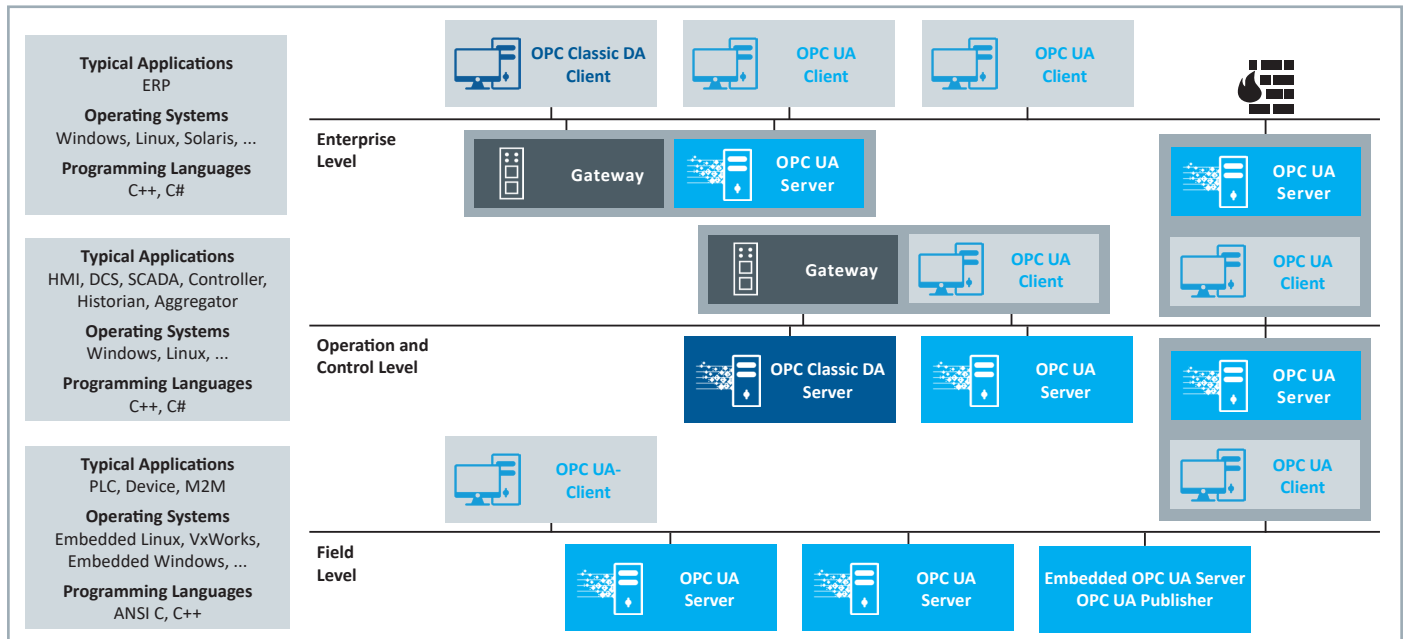 Typical Applications
ERP
Operating Systems
Windows, Linux, Solaris, ...
Programming Languages
C++, C#
Typical Applications
HMI, DCS, SCADA, Controller,
Historian, Aggregator
Operating Systems
Windows, Linux, ...
Programming Languages
C++, C#
Typical Applications
PLC, Device, M2M
Operating Systems
Embedded Linux, VxWorks,
Embedded Windows, ...
Programming Languages
ANSI C, C++
OPC Classic DA
Client
OPC UA
Client
OPC UA
Client
Enterprise
Level
Gateway
OPC UA
Server
OPC UA
Server
Gateway
OPC UA
Client
OPC UA
Client
Operation and
Control Level
OPC Classic DA
Server
OPC UA
Server
OPC UA
Server
OPC UA-
Client
OPC UA
Client
Field
Level
OPC UA
Server
OPC UA
Server
Embedded OPC UA Server
OPC UA Publisher